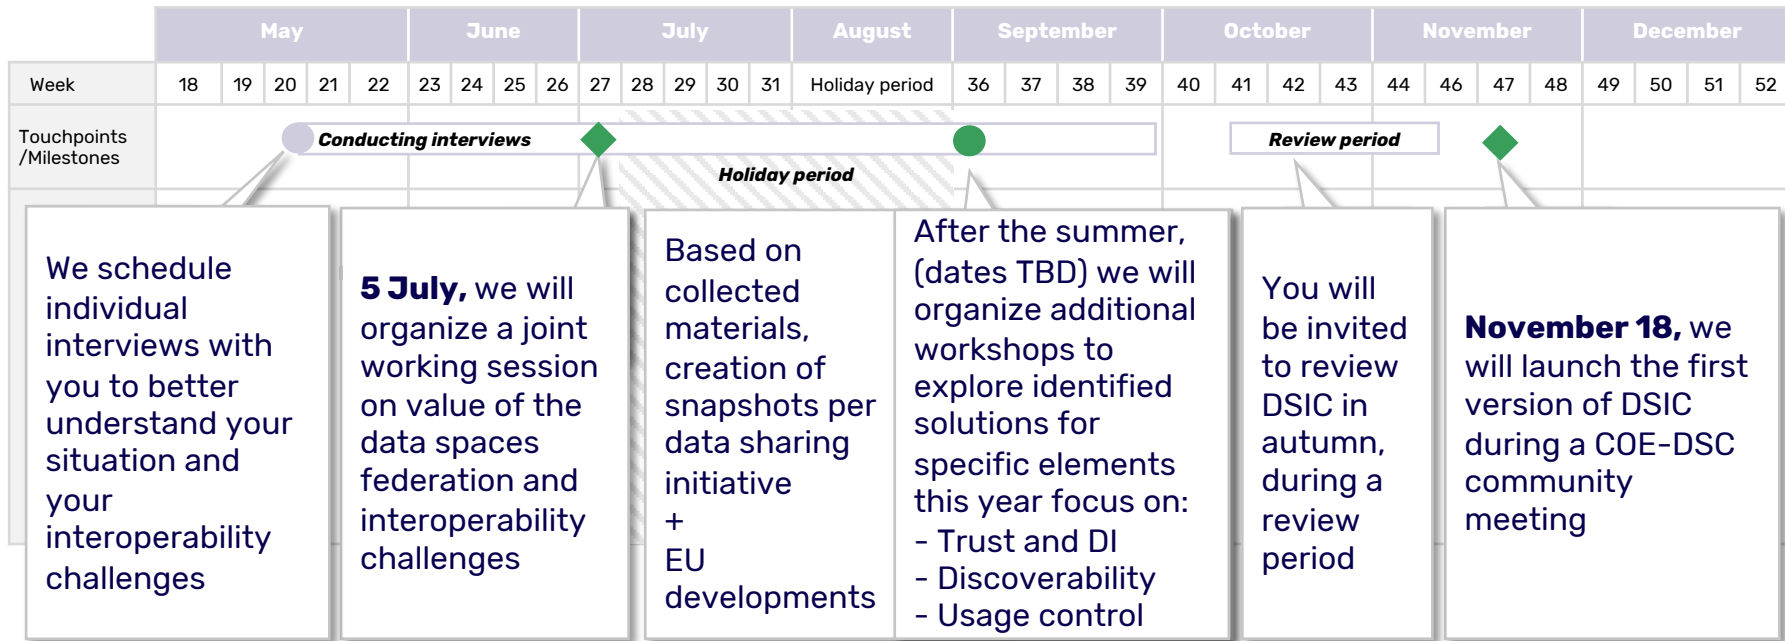 May June July August September October November December
Week 18 19 20 21 22 23 24 25 26 27 28 29 30 31 Holiday period 36 37 38 39 40 41 42 43 44 46 47 48 49 50 51 52
Touchpoints
/Milestones
Conducting interviews
Review period
Holiday period
We schedule
individual
interviews with
you to better
understand your
situation and
your
interoperability
challenges
5 July, we will
organize a joint
working session
on value of the
data spaces
federation and
interoperability
challenges
Based on
collected
materials,
creation of
snapshots per
data sharing
initiative
+
EU
developments
After the summer,
(dates TBD) we will
organize additional
workshops to
explore identified
solutions for
specific elements
this year focus on:
- Trust and DI
- Discoverability
- Usage control
You will
be invited
to review
DSIC in
autumn,
during a
review
period
November 18, we
will launch the first
version of DSIC
during a COE-DSC
community
meeting